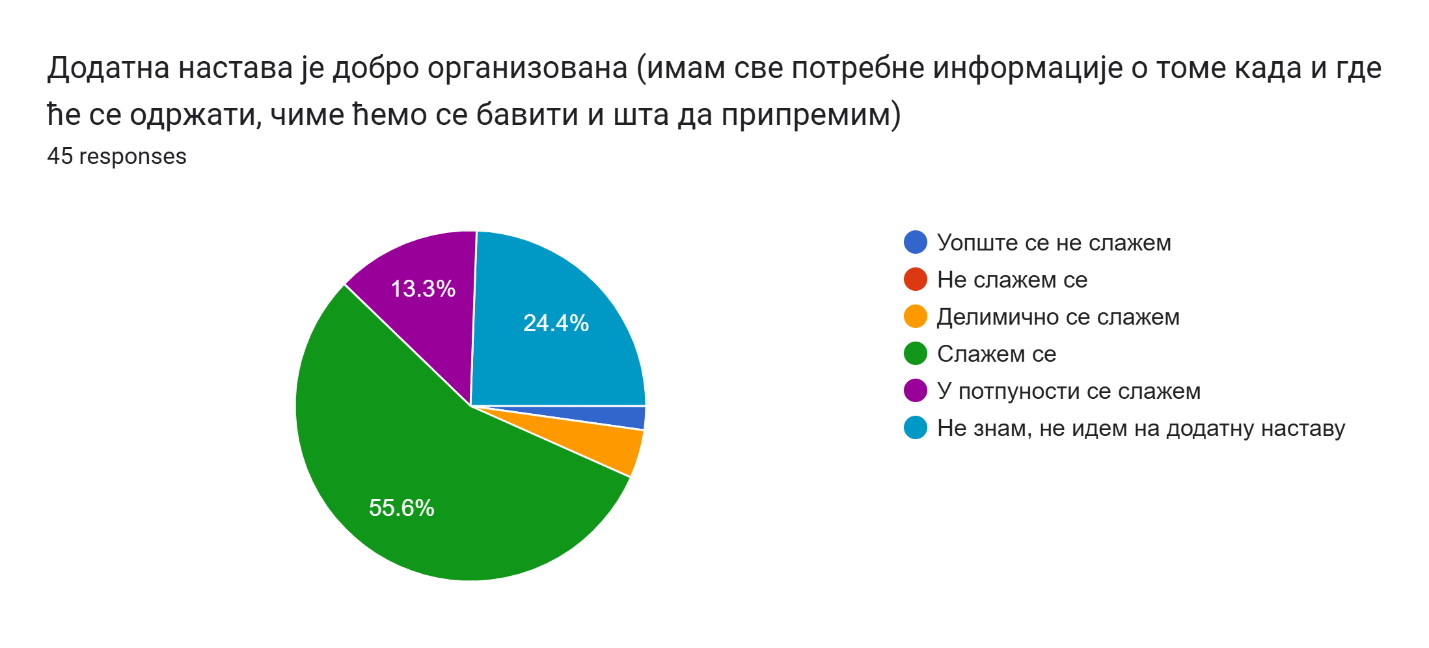 Додатна настава је добро организована (имам све потребне информације о томе када и где
ће се одржати, чиме ћемо се бавити и шта да припремим)
45 responses
13.3%
24.4%
55.6%
Уопште се не слажем
Не слажем се
Делимично се слажем
Слажем се
У потпуности се слажем
Не знам, не идем на додатну наставу